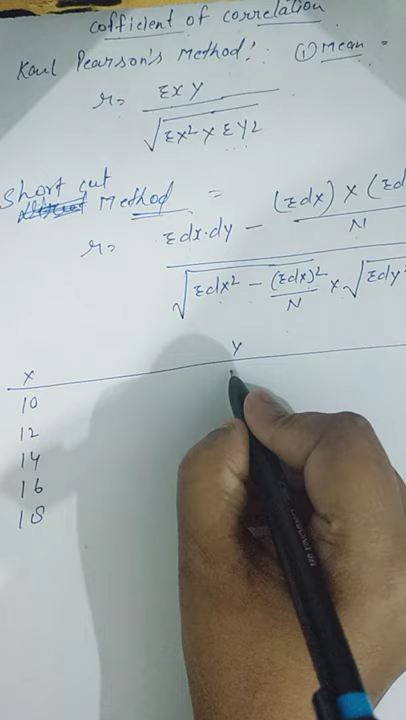 cofficient of correlation
Karl Pearson's Method: ① Mean =
r = Σxy
√Σx² x Σy2
Short cut
Method = Σdx.dy - (Σdx) x (Σd
N
r =
√Σdx² - (Σdx)² x √Σdy²
N
x y
10
12
14
16
18